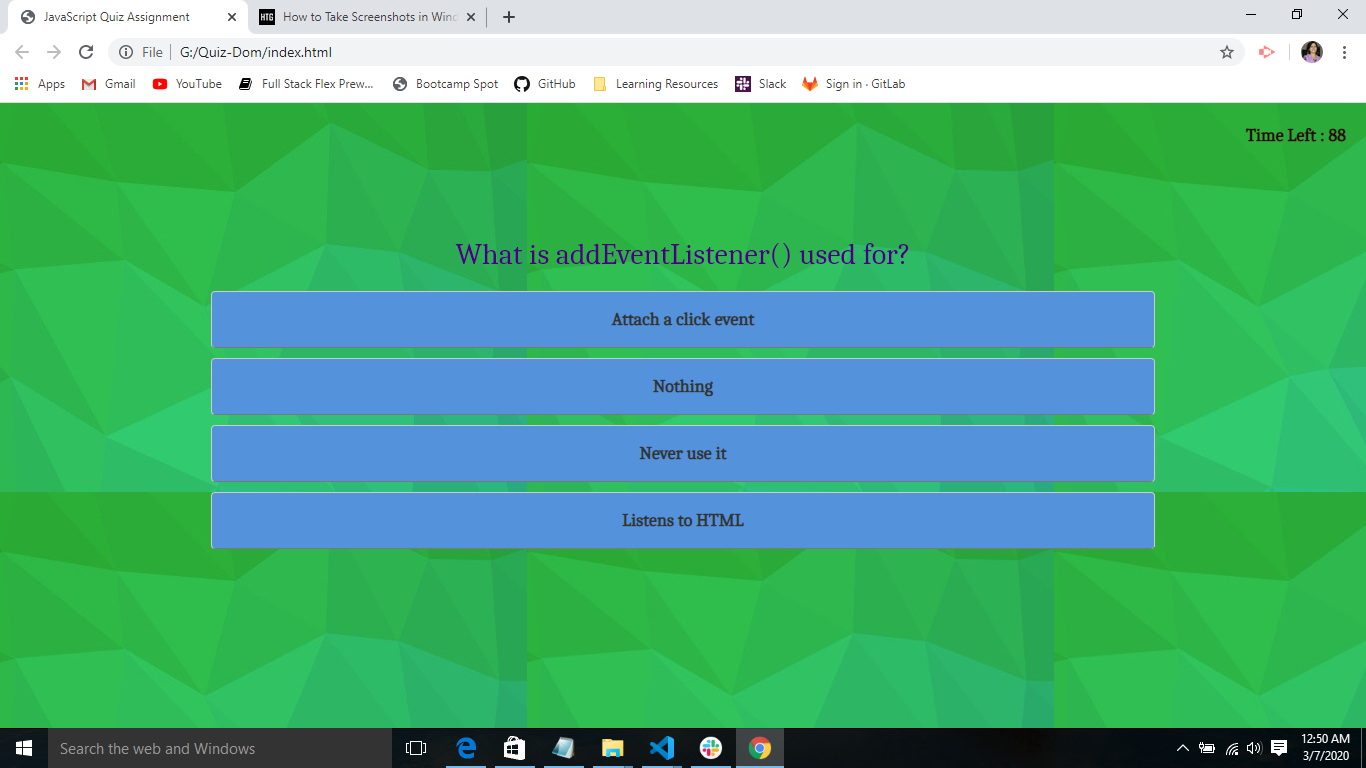 JavaScript Quiz Assignment
HTG How to Take Screenshots in Wind
File G:/Quiz-Dom/index.html
Apps Gmail YouTube Full Stack Flex Prew... Bootcamp Spot GitHub Learning Resources Slack Sign in · GitLab
Time Left : 88
What is addEventListener() used for?
Attach a click event
Nothing
Never use it
Listens to HTML
Search the web and Windows
12:50 AM
3/7/2020